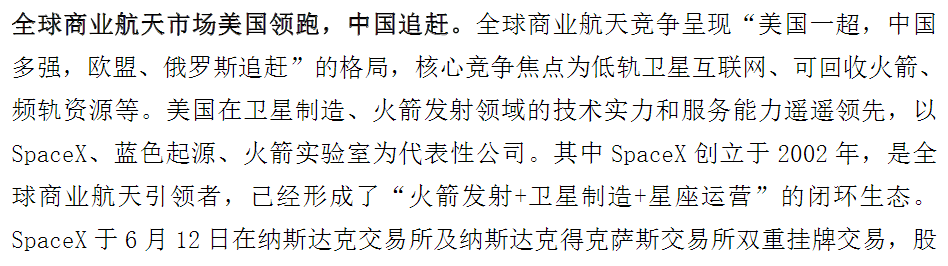 全球商业航天市场美国领跑，中国追赶。全球商业航天竞争呈现“美国一超，中国
多强，欧盟、俄罗斯追赶”的格局，核心竞争焦点为低轨卫星互联网、可回收火箭、
频轨资源等。美国在卫星制造、火箭发射领域的技术实力和服务能力遥遥领先，以
SpaceX、蓝色起源、火箭实验室为代表性公司。其中 SpaceX 创立于 2002 年，是全
球商业航天引领者，已经形成了“火箭发射+卫星制造+星座运营”的闭环生态。
SpaceX 于 6 月 12 日在纳斯达克交易所及纳斯达克得克萨斯交易所双重挂牌交易，股